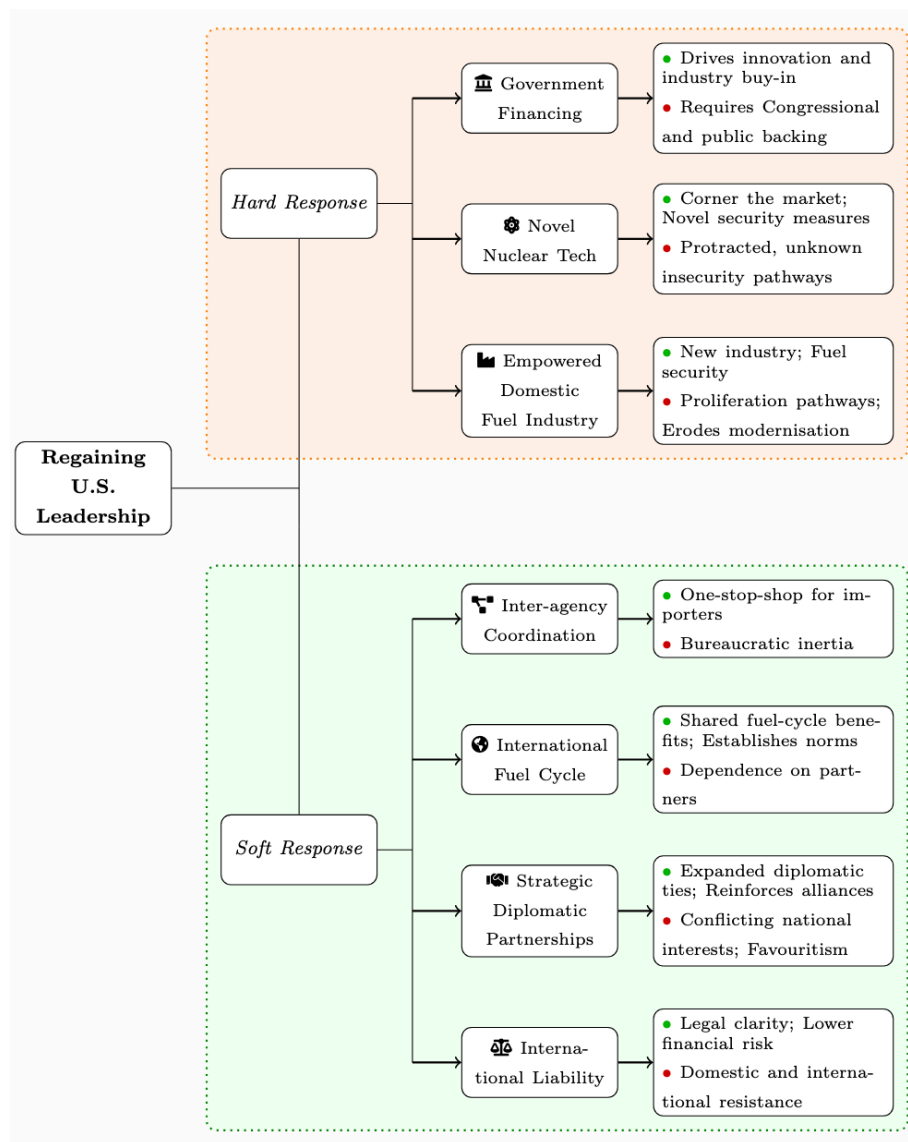 Regaining
U.S.
Leadership
Hard Response
Government
Financing
• Drives innovation and
industry buy-in
• Requires Congressional
and public backing
Novel
Nuclear Tech
• Corner the market;
Novel security measures
• Protracted, unknown
insecurity pathways
Empowered
Domestic
Fuel Industry
• New industry; Fuel
security
• Proliferation pathways;
Erodes modernisation
Soft Response
Inter-agency
Coordination
• One-stop-shop for im-
porters
• Bureaucratic inertia
International
Fuel Cycle
• Shared fuel-cycle bene-
fits; Establishes norms
• Dependence on part-
ners
Strategic
Diplomatic
Partnerships
• Expanded diplomatic
ties; Reinforces alliances
• Conflicting national
interests; Favouritism
Interna-
tional Liability
• Legal clarity; Lower
financial risk
• Domestic and interna-
tional resistance